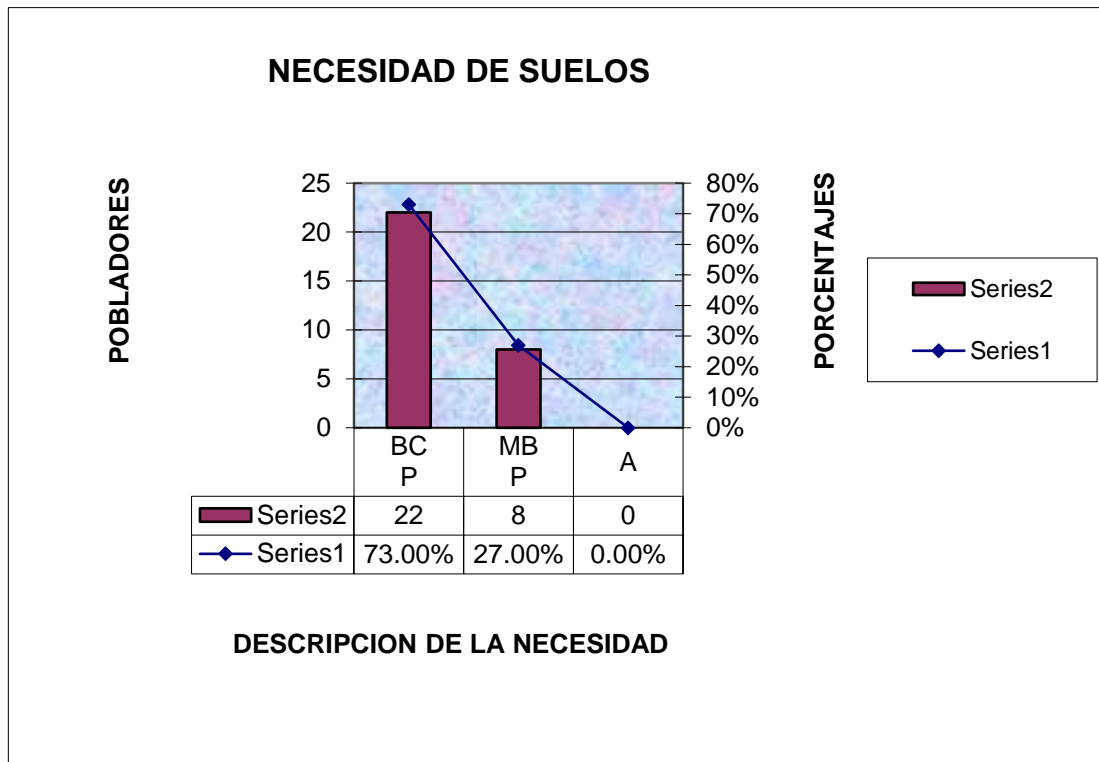 NECESIDAD DE SUELOS
POBLADORES
25
20
15
10
5
0
80%
70%
60%
50%
40%
30%
20%
10%
0%
PORCENTAJES
Series2
Series1
BC
P
MB
P
A
Series2 22 8 0
Series1 73.00% 27.00% 0.00%
DESCRIPCION DE LA NECESIDAD